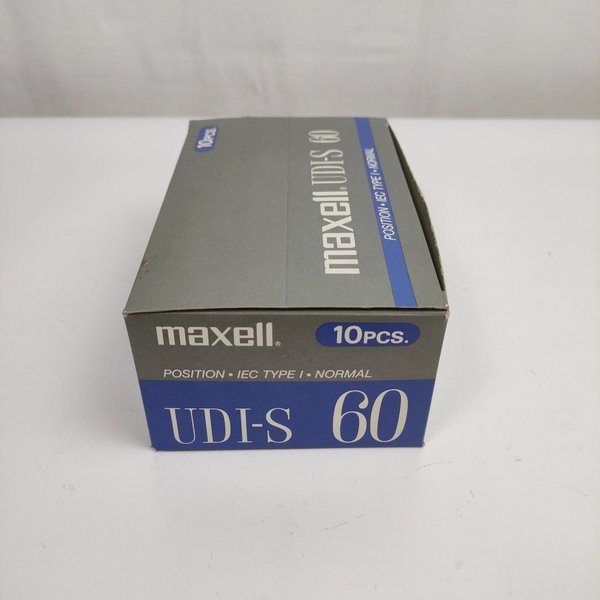 10PCS.
maxell. UDI-S 60
POSITION • IEC TYPE I • NORMAL
maxell®
10PCS.
POSITION • IEC TYPE I • NORMAL
UDI-S 60